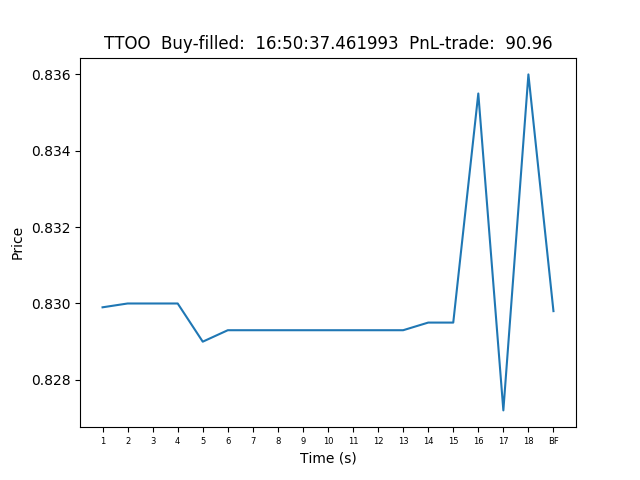 TTOO  Buy-filled:  16:50:37.461993  PnL-trade:  90.96
0.836
0.834
0.832
0.830
0.828
Price
1 2 3 4 5 6 7 8 9 10 11 12 13 14 15 16 17 18 BF
Time (s)